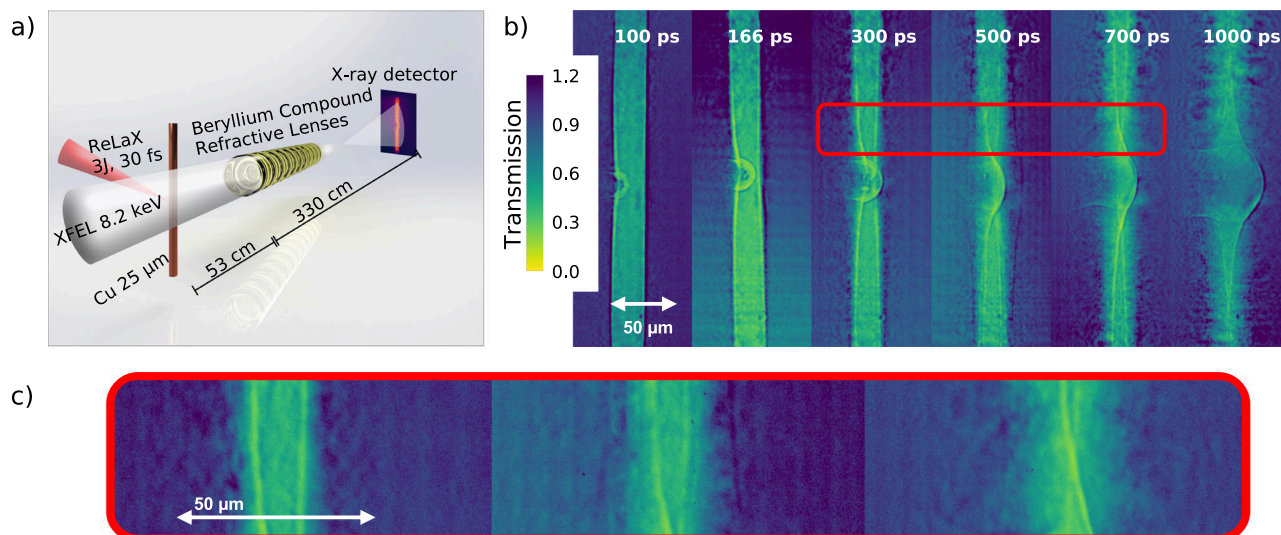 a)
X-ray detector
Beryllium Compound
Refractive Lenses
ReLaX
3J, 30 fs
XFEL 8.2 keV
330 cm
53 cm
Cu 25 µm
b)
100 ps
166 ps
300 ps
500 ps
700 ps
1000 ps
Transmission
1.2
0.9
0.6
0.3
0.0
50 µm
c)
50 µm